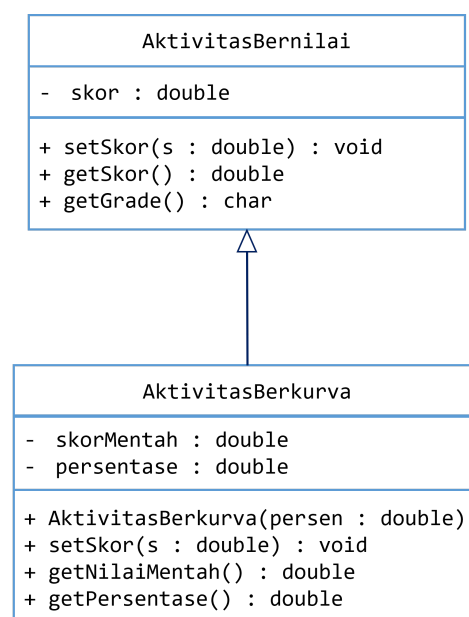 AktivitasBernilai
- skor : double
+ setSkor(s : double) : void
+ getSkor() : double
+ getGrade() : char
AktivitasBerkurva
- skorMentah : double
- persentase : double
+ AktivitasBerkurva(persen : double)
+ setSkor(s : double) : void
+ getNilaiMentah() : double
+ getPersentase() : double